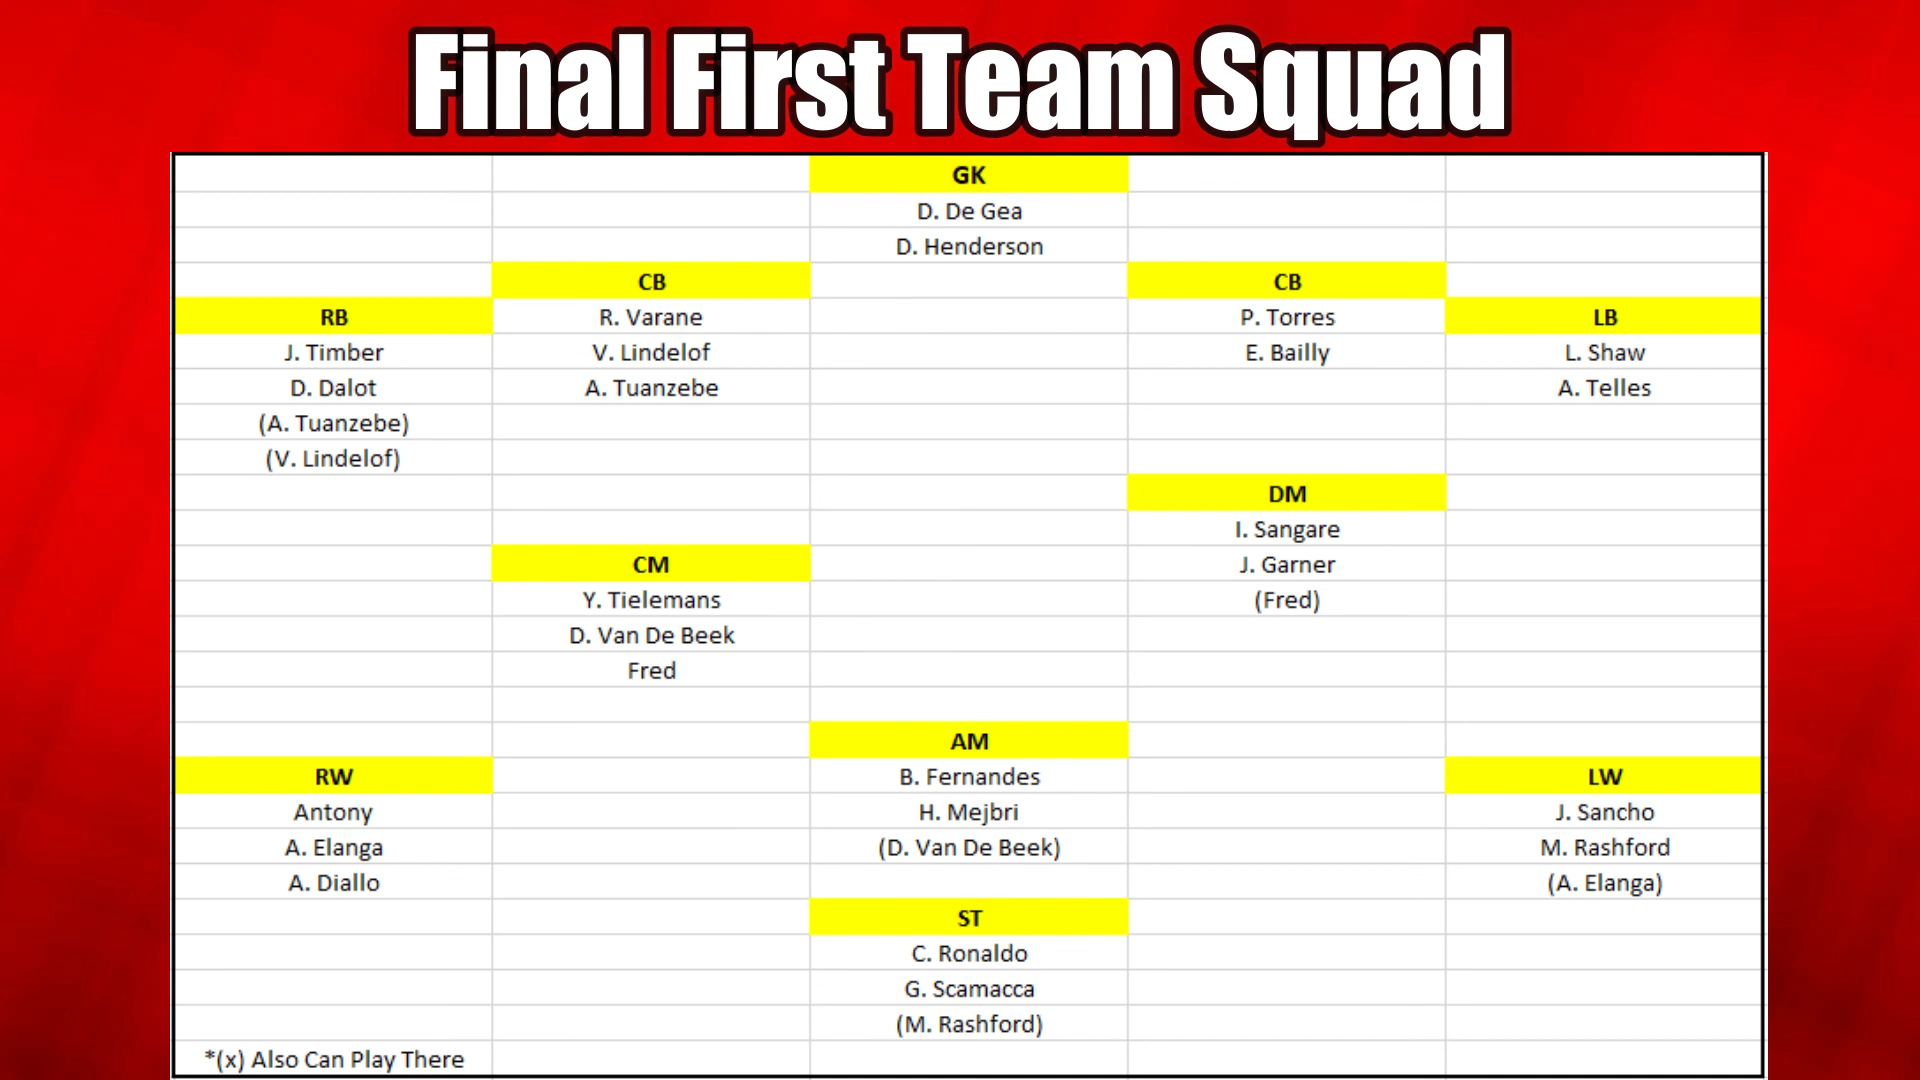 Final First Team Squad
GK
D. De Gea
D. Henderson
CB
CB
RB
R. Varane
P. Torres
LB
J. Timber
V. Lindelof
E. Bailly
L. Shaw
D. Dalot
A. Tuanzebe
A. Telles
(A. Tuanzebe)
(V. Lindelof)
DM
I. Sangare
CM
J. Garner
Y. Tielemans
(Fred)
D. Van De Beek
Fred
AM
RW
B. Fernandes
LW
Antony
H. Mejbri
J. Sancho
A. Elanga
(D. Van De Beek)
M. Rashford
A. Diallo
(A. Elanga)
ST
C. Ronaldo
G. Scamacca
(M. Rashford)
*(x) Also Can Play There